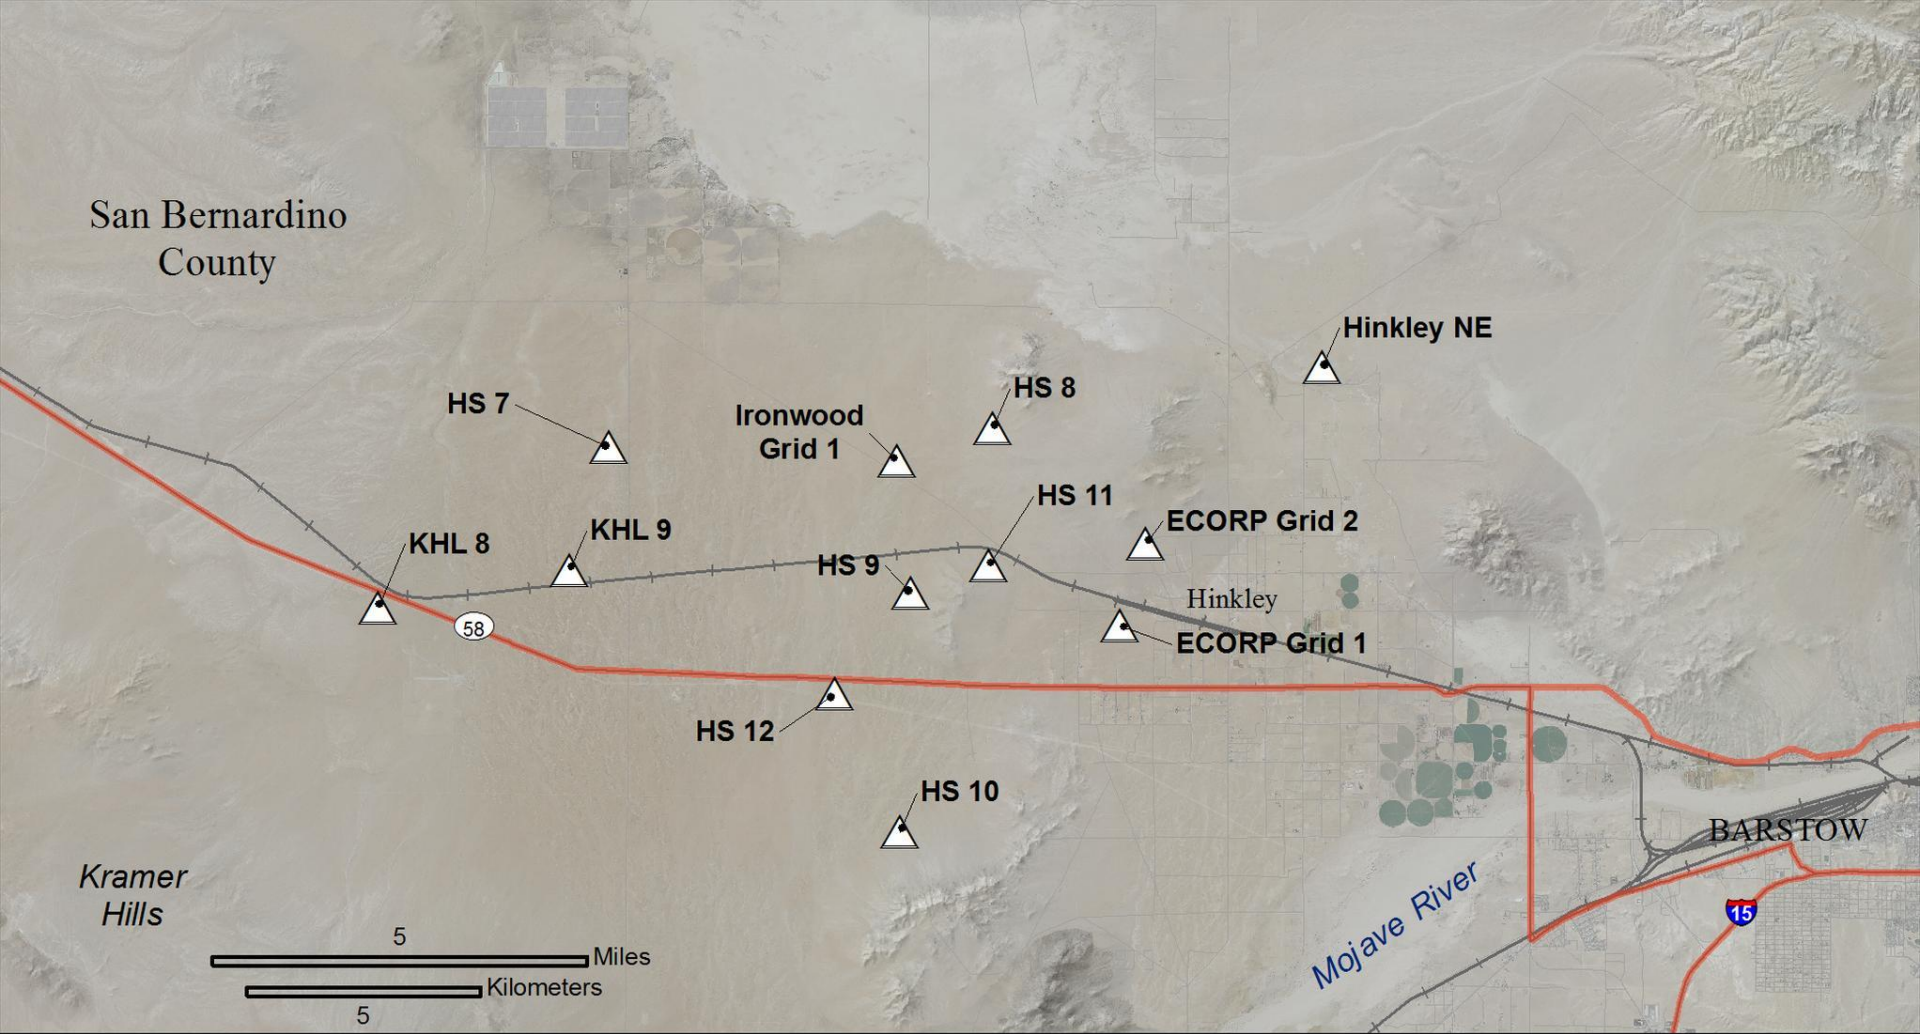 San Bernardino
County
Hinkley NE
HS 7
HS 8
Ironwood
Grid 1
HS 11
KHL 9
ECORP Grid 2
KHL 8
HS 9
Hinkley
58
ECORP Grid 1
HS 12
HS 10
BARSTOW
Kramer
Hills
Mojave River
15
5
Miles
Kilometers
5